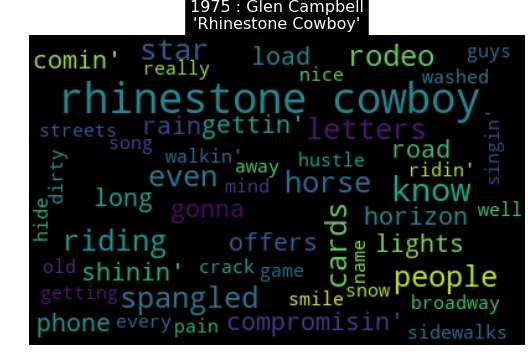 1975 : Glen Campbell
'Rhinestone Cowboy'
comin' star load rodeo guys
really nice washed
rhinestone cowboy
streets rain gettin' letters singin'
song road
dirty walkin' away hustle ridin'
even mind horse know
hide long gonna cards horizon well
riding offers name lights
old shinin' crack game people
getting spangled smile snow broadway
phone every pain compromisin' sidewalks